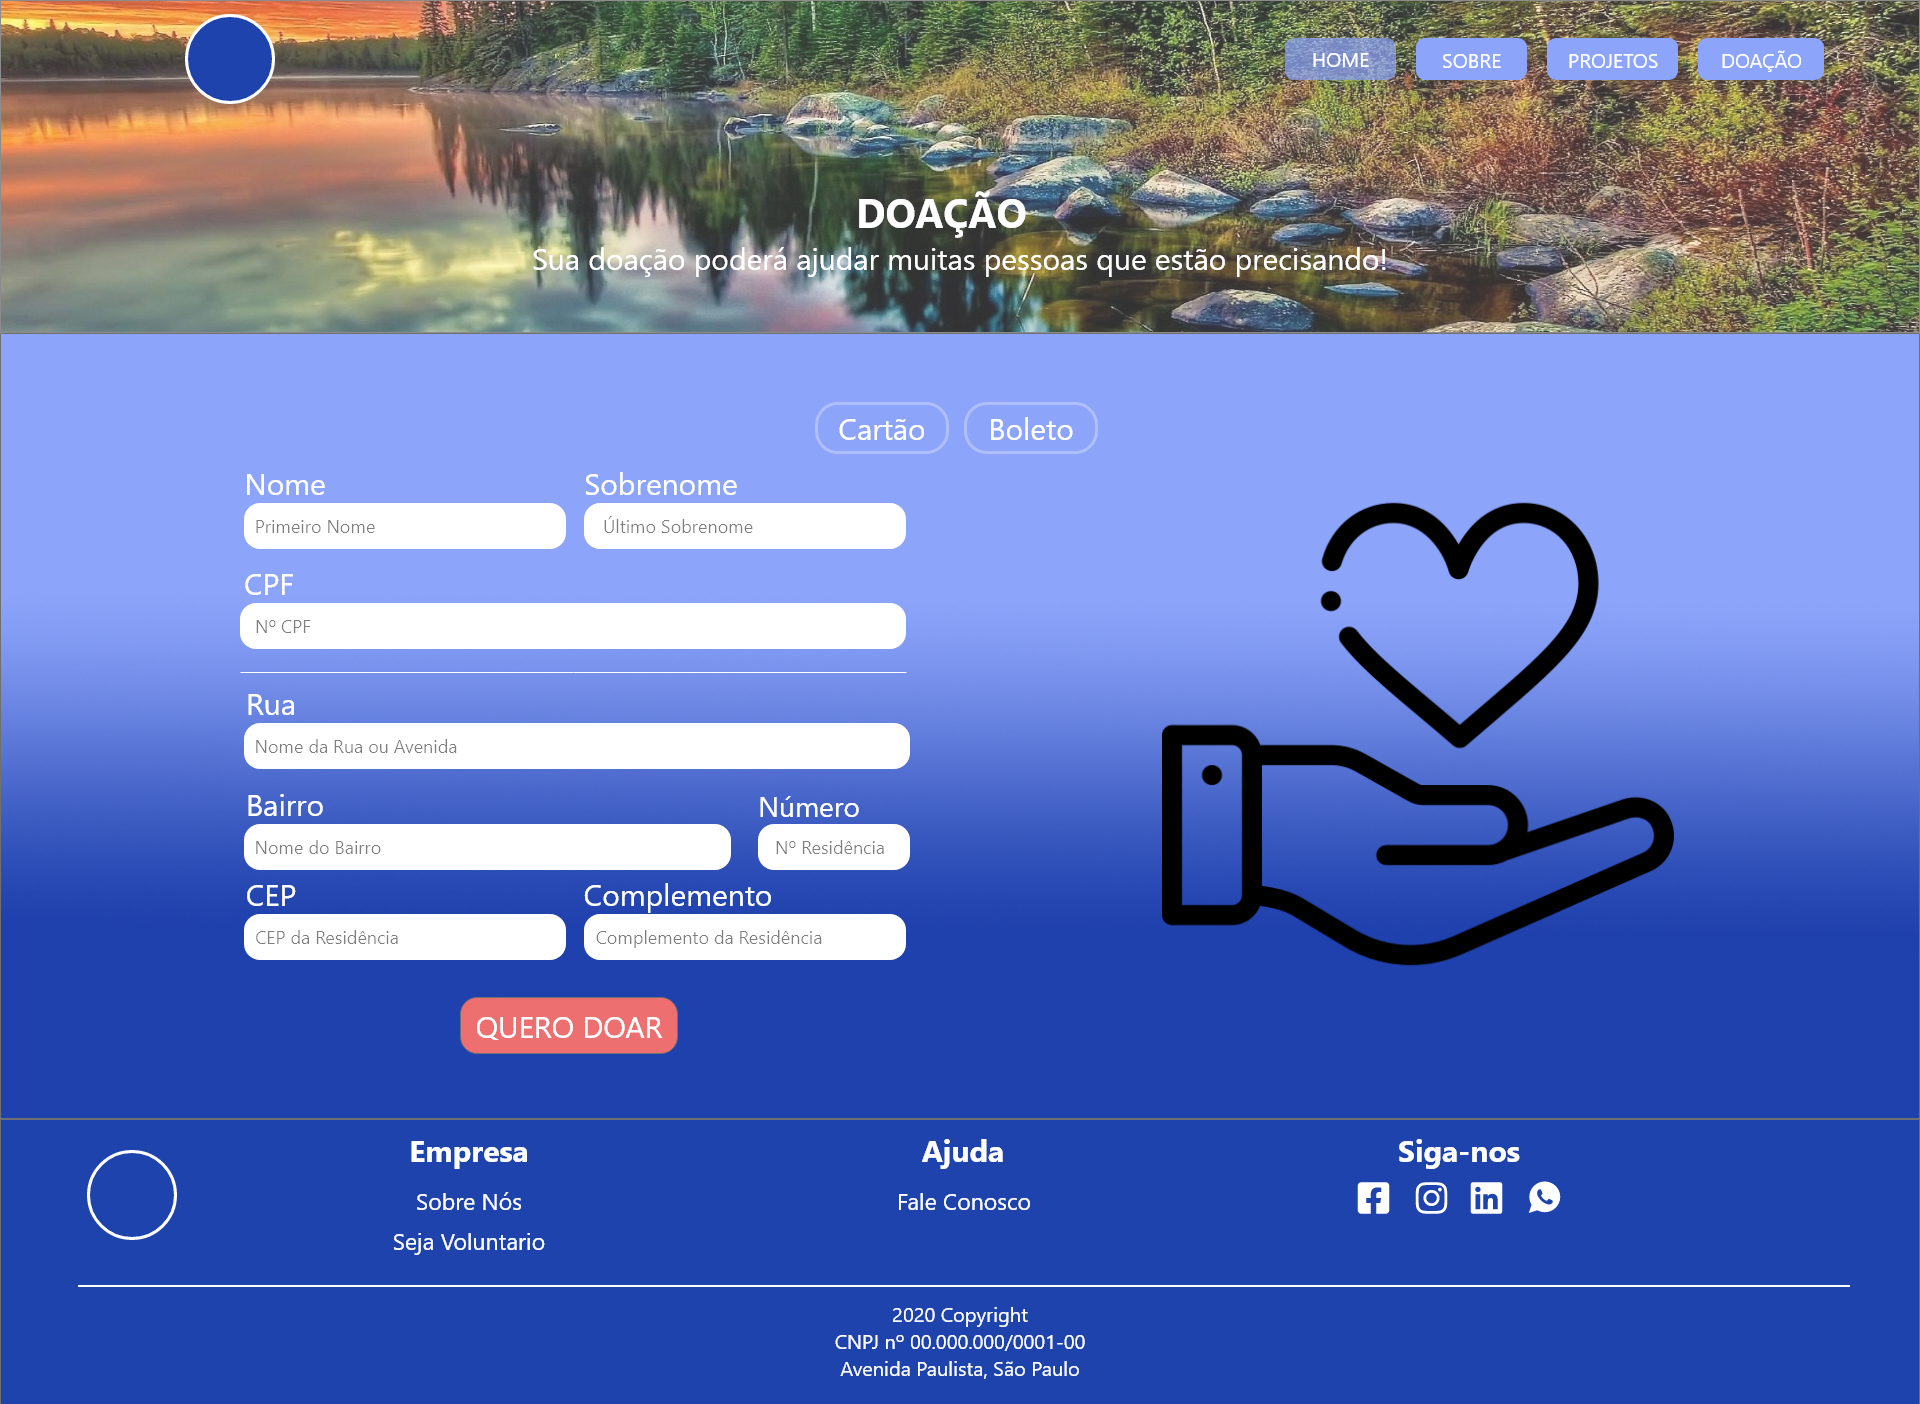 HOME SOBRE PROJETOS DOAÇÃO
DOAÇÃO
Sua doação poderá ajudar muitas pessoas que estão precisando!
Cartão Boleto
Nome Sobrenome
Primeiro Nome Último Sobrenome
CPF
Nº CPF
Rua
Nome da Rua ou Avenida
Bairro Número
Nome do Bairro Nº Residência
CEP Complemento
CEP da Residência Complemento da Residência
QUERO DOAR
Empresa Ajuda Siga-nos
Sobre Nós Fale Conosco
Seja Voluntario
2020 Copyright
CNPJ nº 00.000.000/0001-00
Avenida Paulista, São Paulo